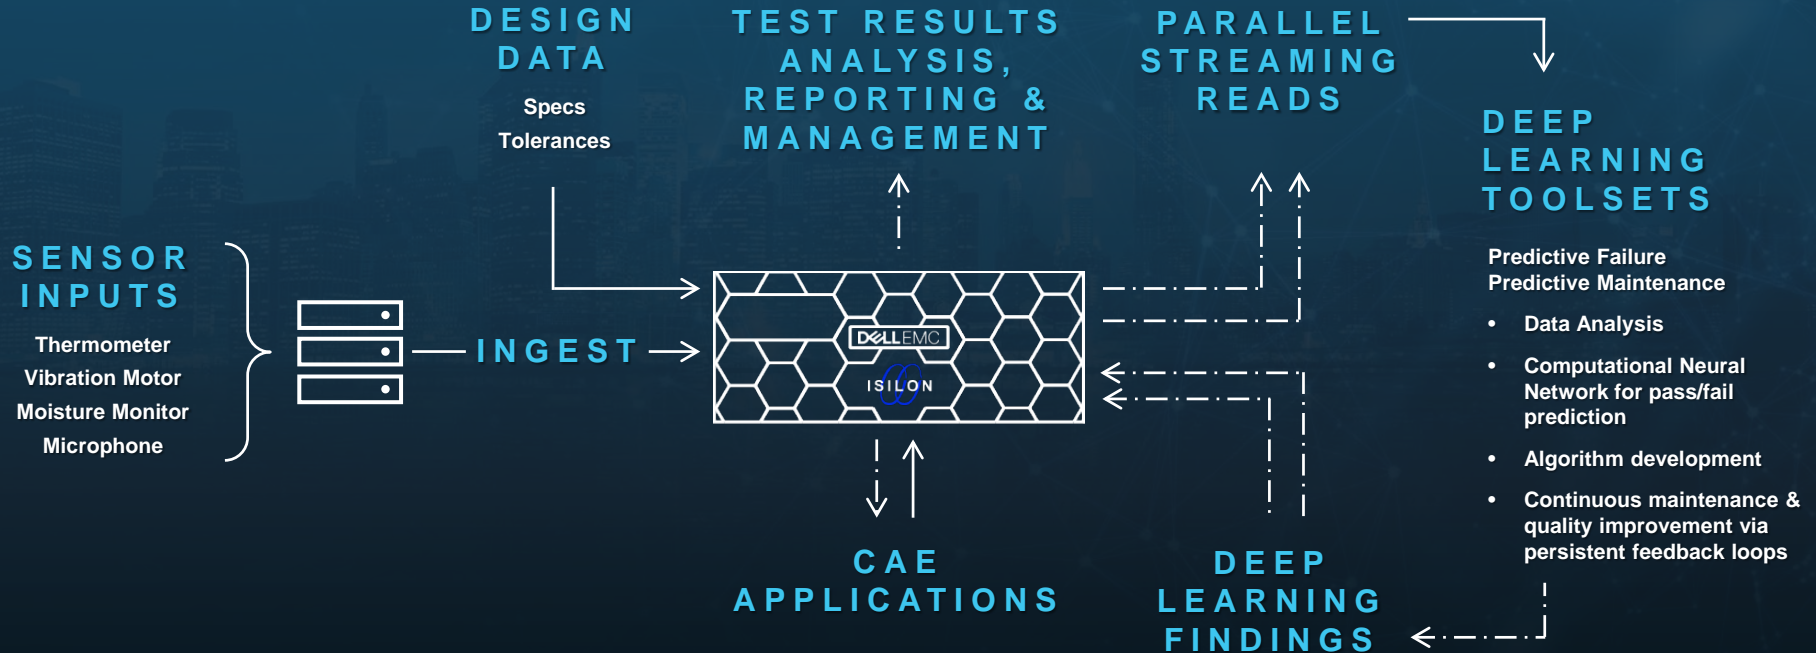 DESIGN
DATA
Specs
Tolerances
TEST RESULTS
ANALYSIS,
REPORTING &
MANAGEMENT
PARALLEL
STREAMING
READS
DEEP
LEARNING
TOOLSETS
Predictive Failure
Predictive Maintenance
• Data Analysis
• Computational Neural
Network for pass/fail
prediction
• Algorithm development
• Continuous maintenance &
quality improvement via
persistent feedback loops
SENSOR
INPUTS
Thermometer
Vibration Motor
Moisture Monitor
Microphone
INGEST
DELLEMC
ISILON
CAE
APPLICATIONS
DEEP
LEARNING
FINDINGS